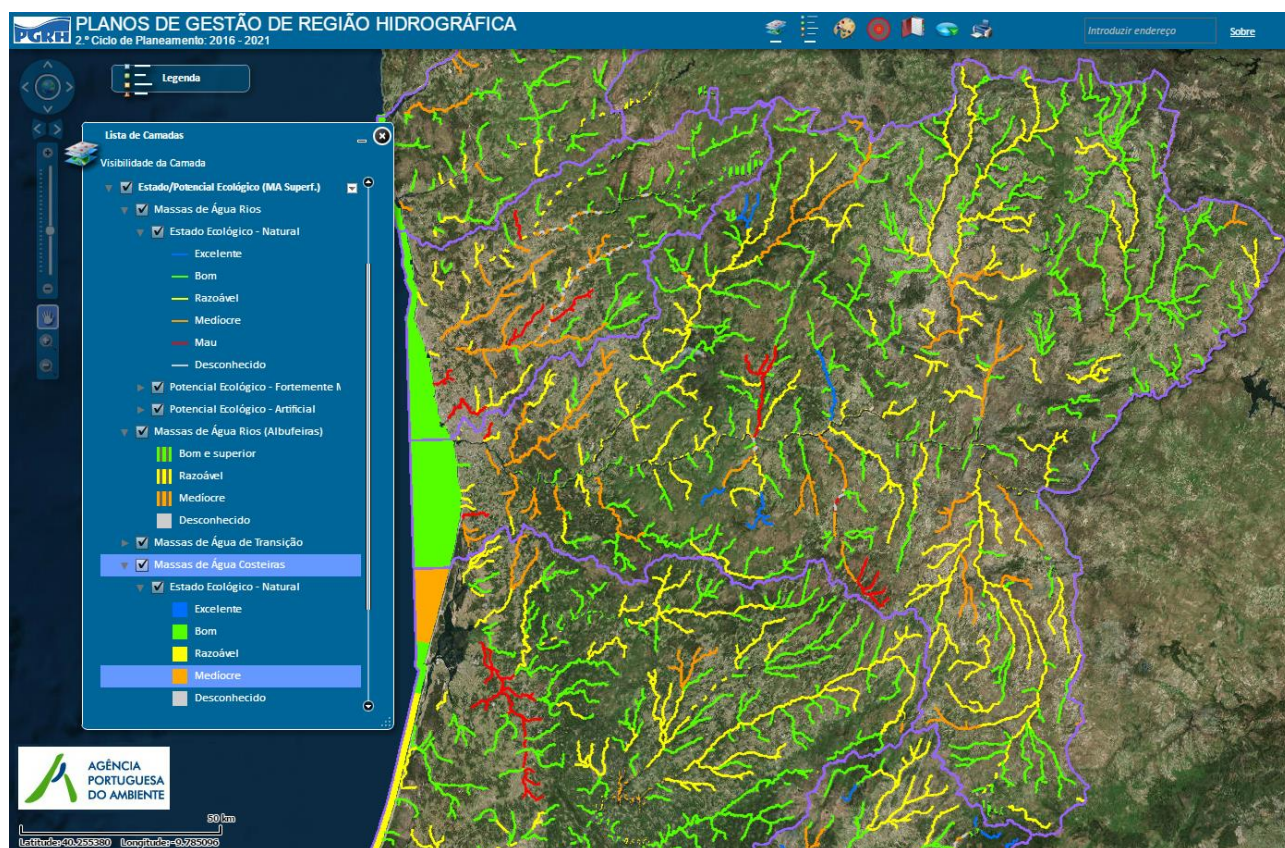 PGRH
PLANOS DE GESTÃO DE REGIÃO HIDROGRÁFICA
2.º Ciclo de Planeamento: 2016 - 2021
Introduzir endereço
Sobre
Legenda
Lista de Camadas
Visibilidade da Camada
Estado/Potencial Ecológico (MA Superf.)
Massas de Água Rios
Estado Ecológico - Natural
Excelente
Bom
Razoável
Medíocre
Mau
Desconhecido
Potencial Ecológico - Fortemente M
Potencial Ecológico - Artificial
Massas de Água Rios (Albufeiras)
Bom e superior
Razoável
Medíocre
Desconhecido
Massas de Água de Transição
Massas de Água Costeiras
Estado Ecológico - Natural
Excelente
Bom
Razoável
Medíocre
Desconhecido
AGÊNCIA
PORTUGUESA
DO AMBIENTE
50 km
Latitude:40.255380 Longitude:-9.785096